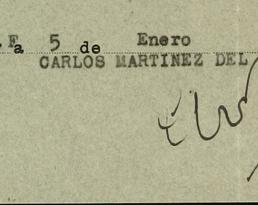 .F a 5 de Enero
CARLOS MARTINEZ DEL